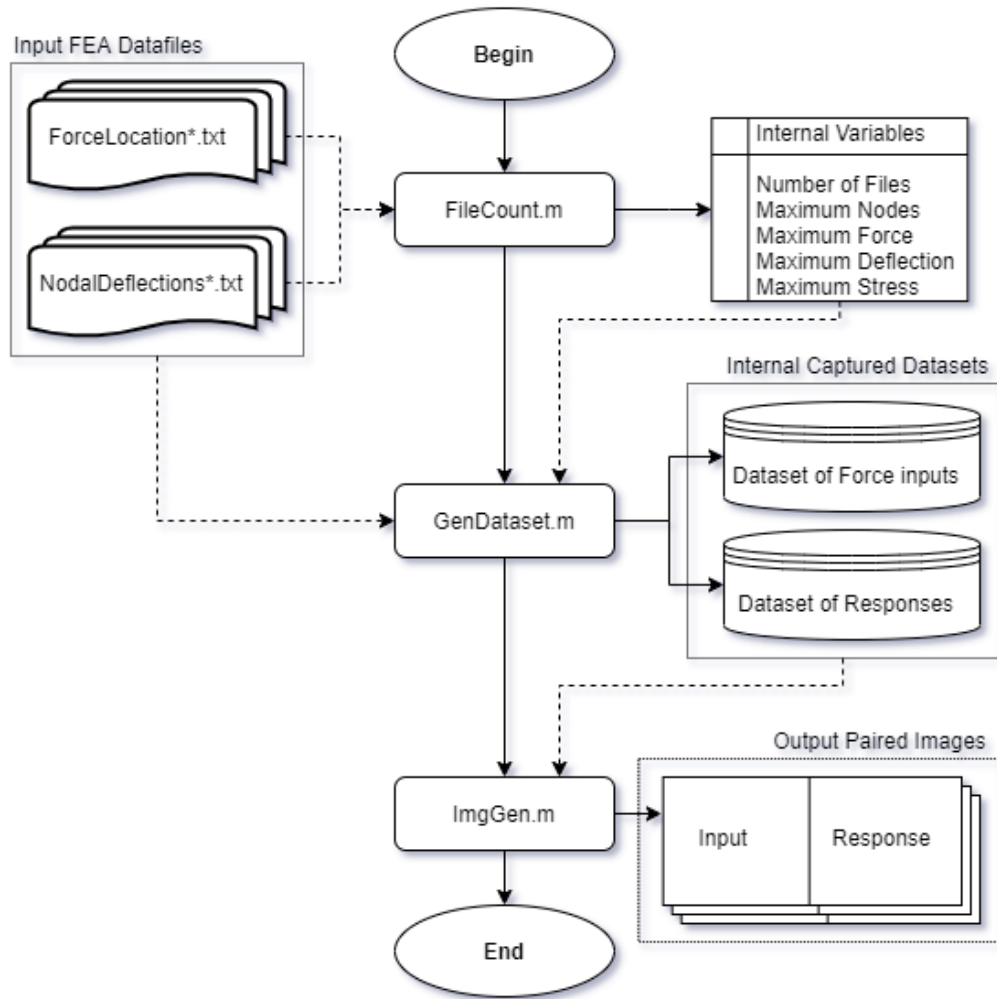 Begin
Input FEA Datafiles
ForceLocation*.txt
NodalDeflections*.txt
FileCount.m
Internal Variables
Number of Files
Maximum Nodes
Maximum Force
Maximum Deflection
Maximum Stress
Internal Captured Datasets
Dataset of Force inputs
Dataset of Responses
GenDataset.m
Output Paired Images
ImgGen.m
Input
Response
End